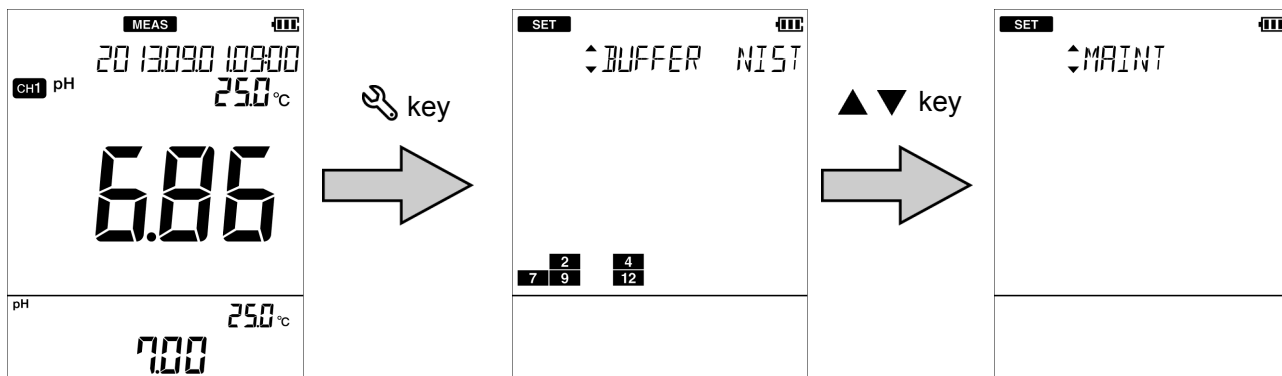 MEAS
2013.09.01.09:00
CH1 pH
25.0 °C
6.86
pH
25.0 °C
7.00
key
SET
BUFFER NIST
2 4
7 9 12
key
SET
MAINT